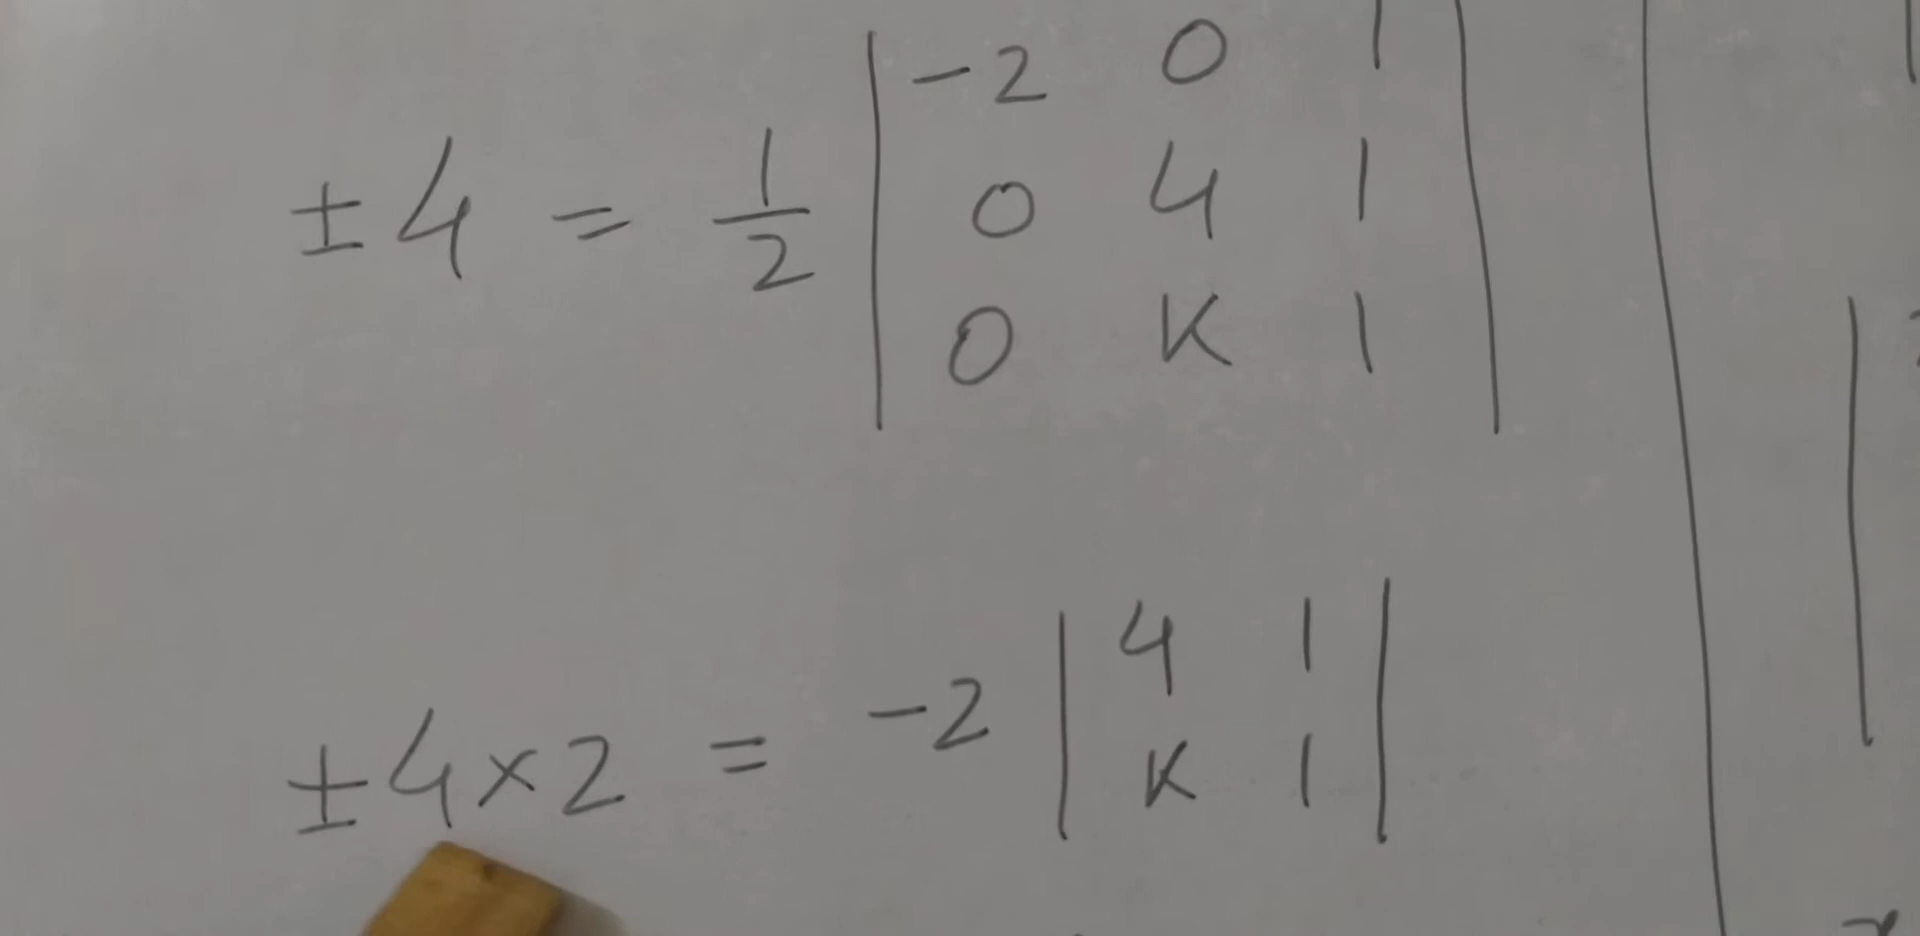 ±4 = 1/2 | -2 0 1 |
| 0 4 1 |
| 0 K 1 |
±4×2 = -2 | 4 1 |
| K 1 |